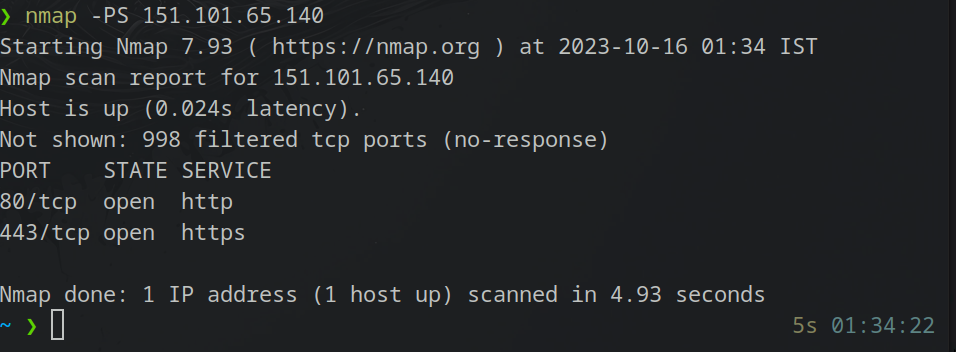 ❯ nmap -PS 151.101.65.140
Starting Nmap 7.93 ( https://nmap.org ) at 2023-10-16 01:34 IST
Nmap scan report for 151.101.65.140
Host is up (0.024s latency).
Not shown: 998 filtered tcp ports (no-response)
PORT    STATE SERVICE
80/tcp  open  http
443/tcp open  https
Nmap done: 1 IP address (1 host up) scanned in 4.93 seconds
~ ❯ 5s 01:34:22